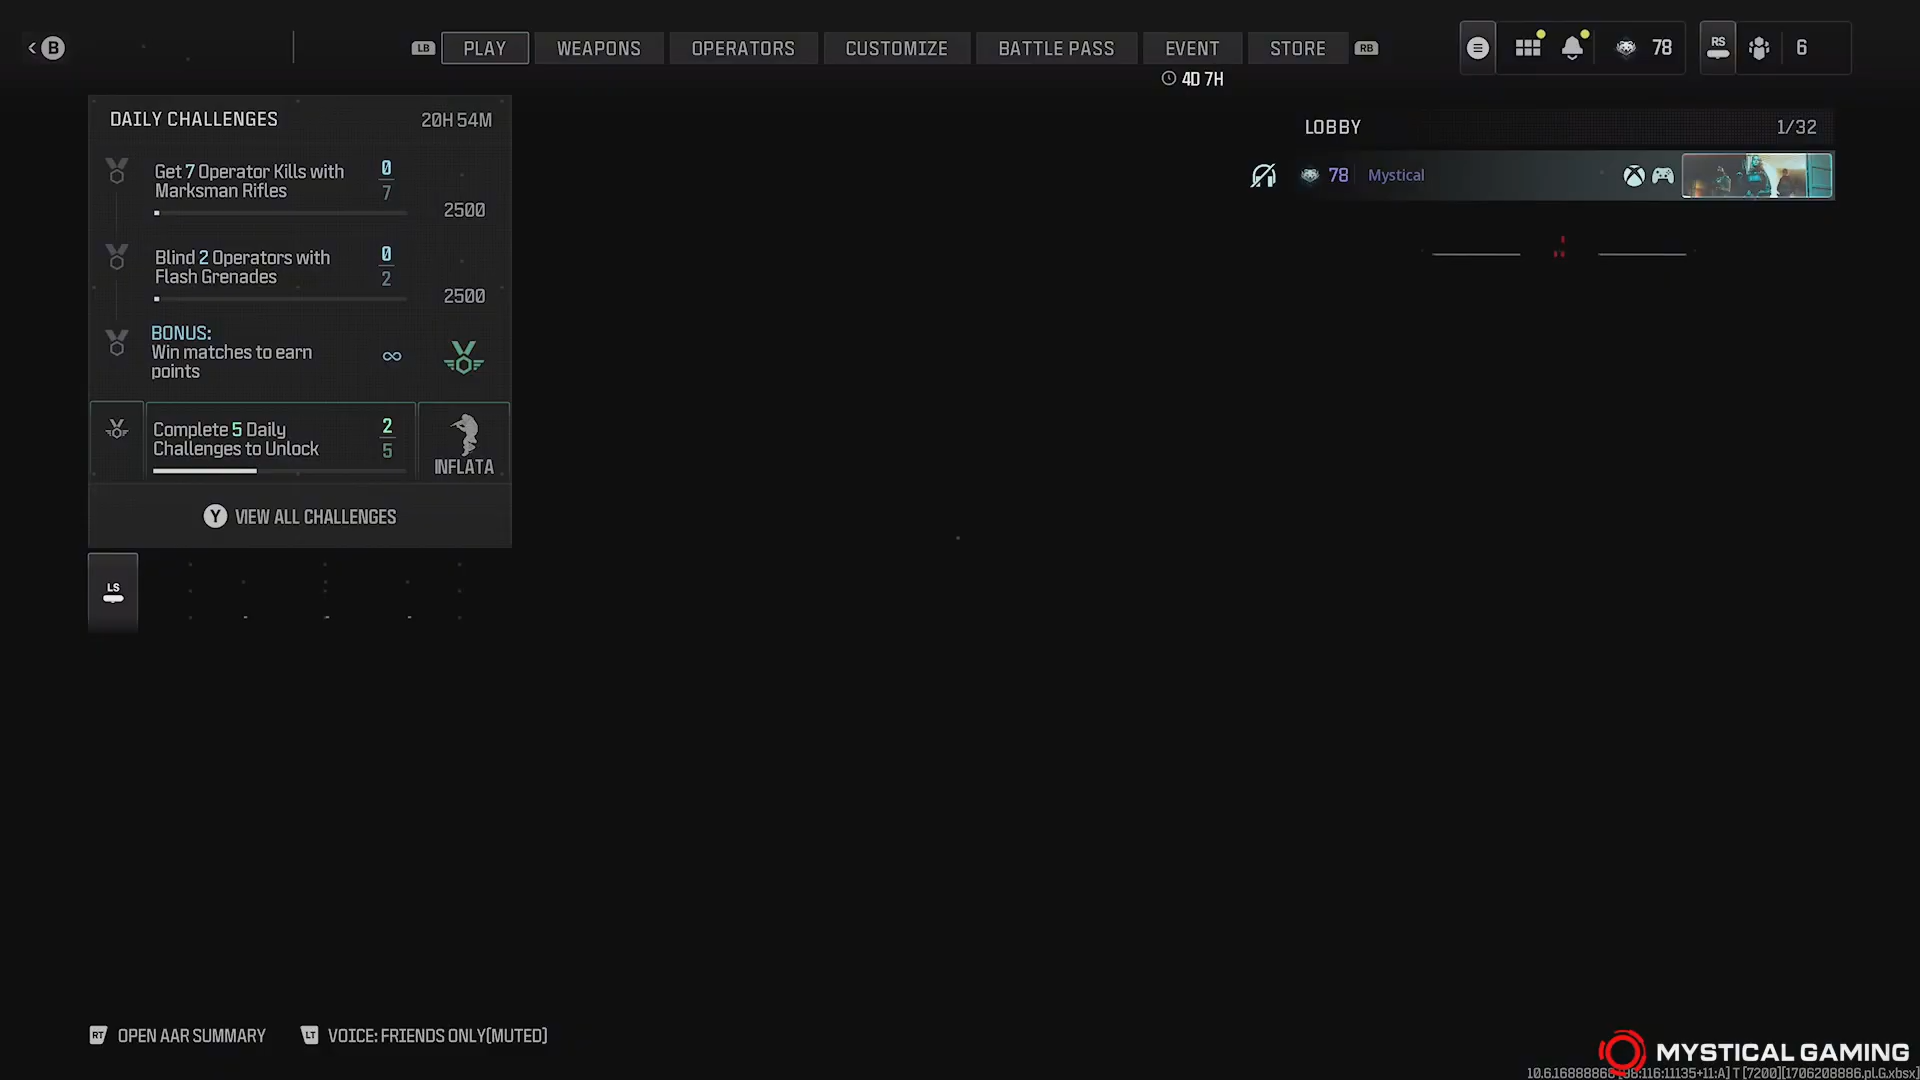 B
LB PLAY WEAPONS OPERATORS CUSTOMIZE BATTLE PASS EVENT STORE RB
78 RS 6
4D 7H
DAILY CHALLENGES 20H 54M
Get 7 Operator Kills with
Marksman Rifles
0
7
2500
Blind 2 Operators with
Flash Grenades
0
2
2500
BONUS:
Win matches to earn
points
∞
Complete 5 Daily
Challenges to Unlock
2
5
INFLATA
Y VIEW ALL CHALLENGES
LS
LOBBY 1/32
78 Mystical
RT OPEN AAR SUMMARY LT VOICE: FRIENDS ONLY(MUTED)
MYSTICAL GAMING